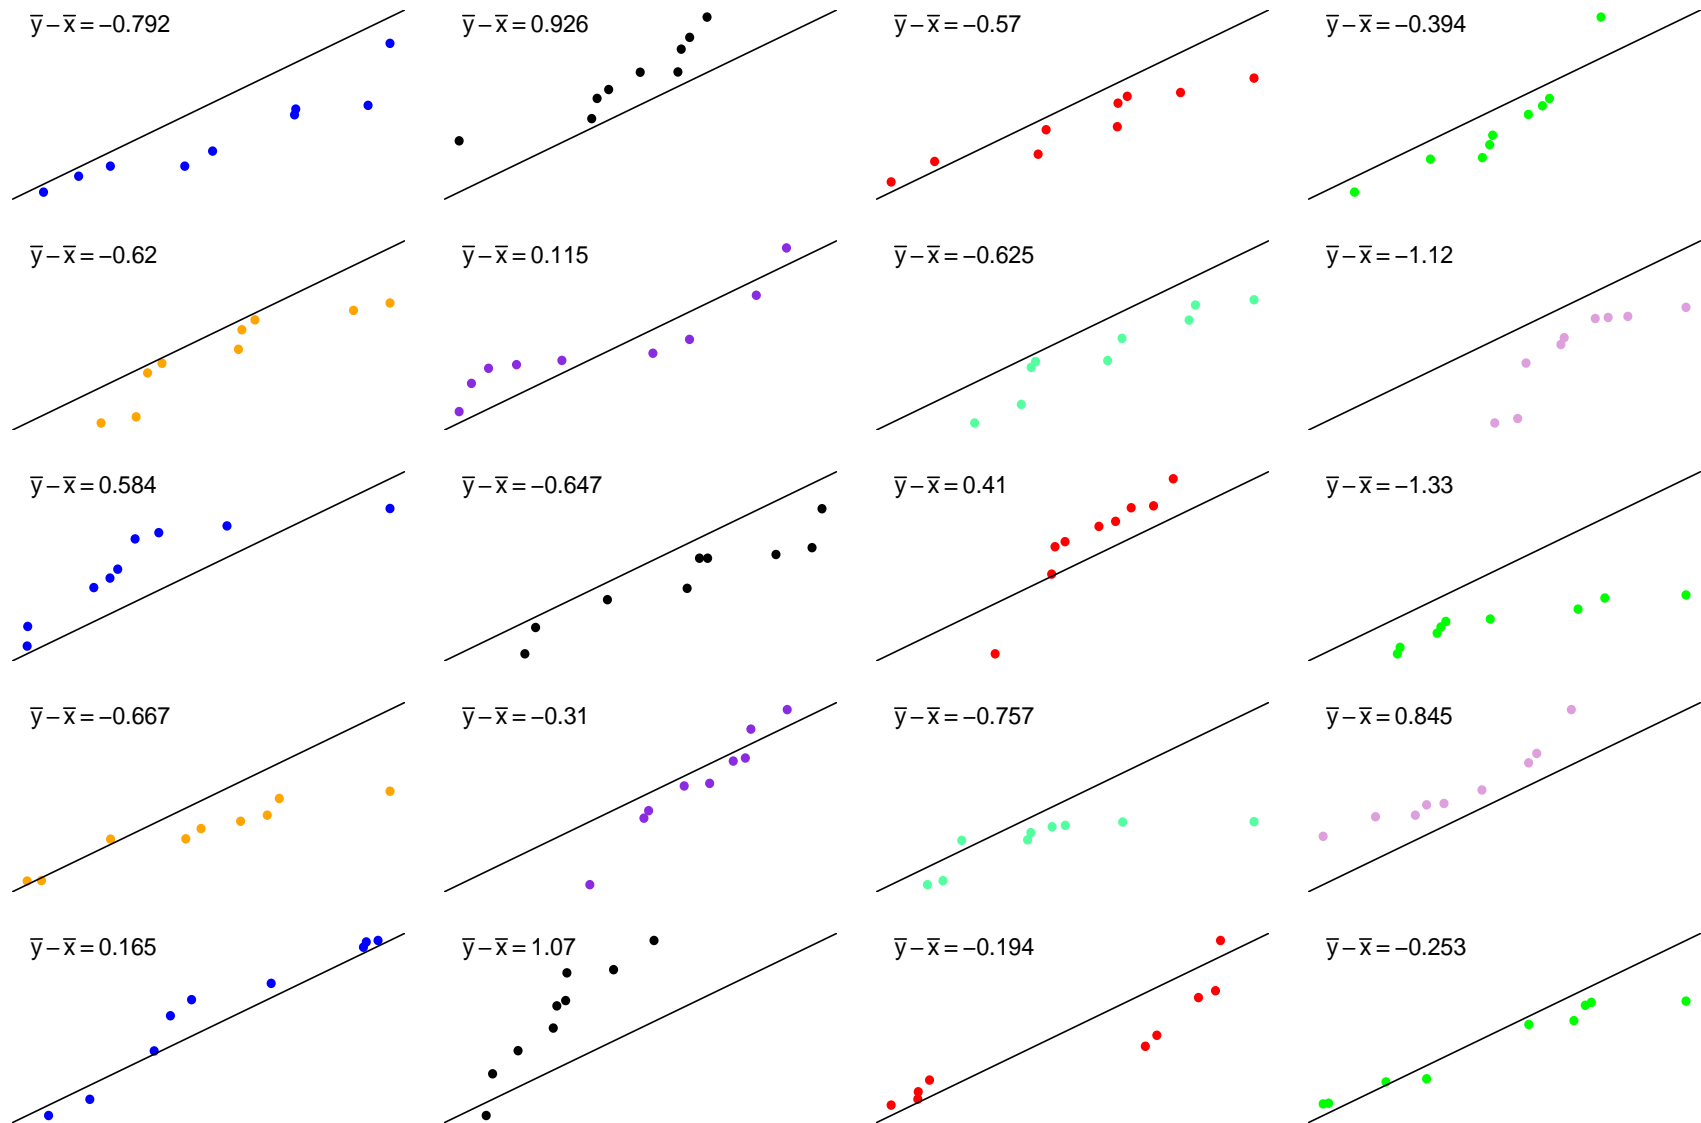 y̅ − x̅ = −0.792
y̅ − x̅ = 0.926
y̅ − x̅ = −0.57
y̅ − x̅ = −0.394
y̅ − x̅ = −0.62
y̅ − x̅ = 0.115
y̅ − x̅ = −0.625
y̅ − x̅ = −1.12
y̅ − x̅ = 0.584
y̅ − x̅ = −0.647
y̅ − x̅ = 0.41
y̅ − x̅ = −1.33
y̅ − x̅ = −0.667
y̅ − x̅ = −0.31
y̅ − x̅ = −0.757
y̅ − x̅ = 0.845
y̅ − x̅ = 0.165
y̅ − x̅ = 1.07
y̅ − x̅ = −0.194
y̅ − x̅ = −0.253